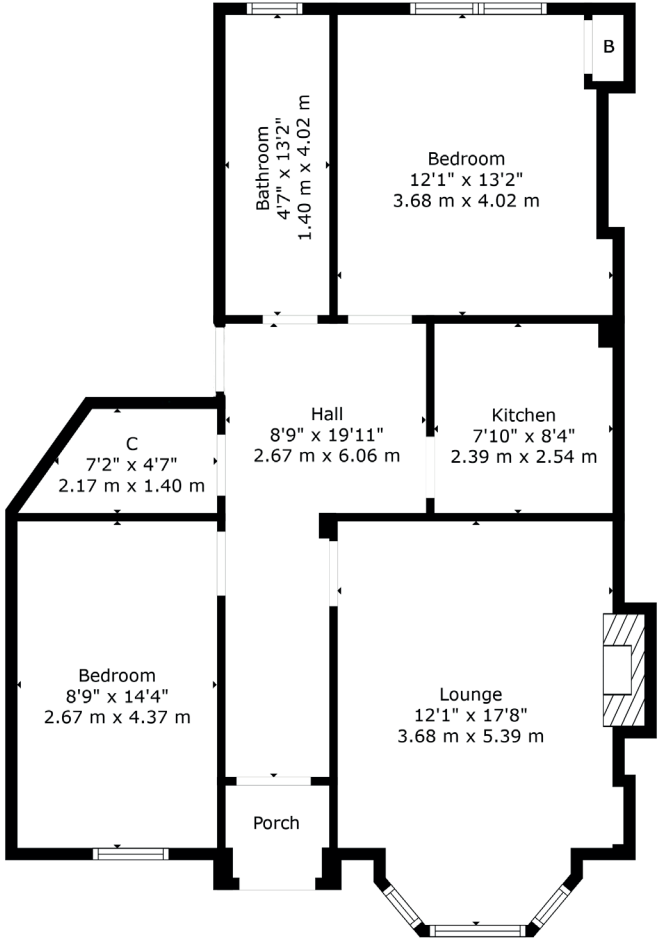 B
Bathroom
4'7" x 13'2"
1.40 m x 4.02 m
Bedroom
12'1" x 13'2"
3.68 m x 4.02 m
Hall
8'9" x 19'11"
2.67 m x 6.06 m
Kitchen
7'10" x 8'4"
2.39 m x 2.54 m
C
7'2" x 4'7"
2.17 m x 1.40 m
Bedroom
8'9" x 14'4"
2.67 m x 4.37 m
Lounge
12'1" x 17'8"
3.68 m x 5.39 m
Porch